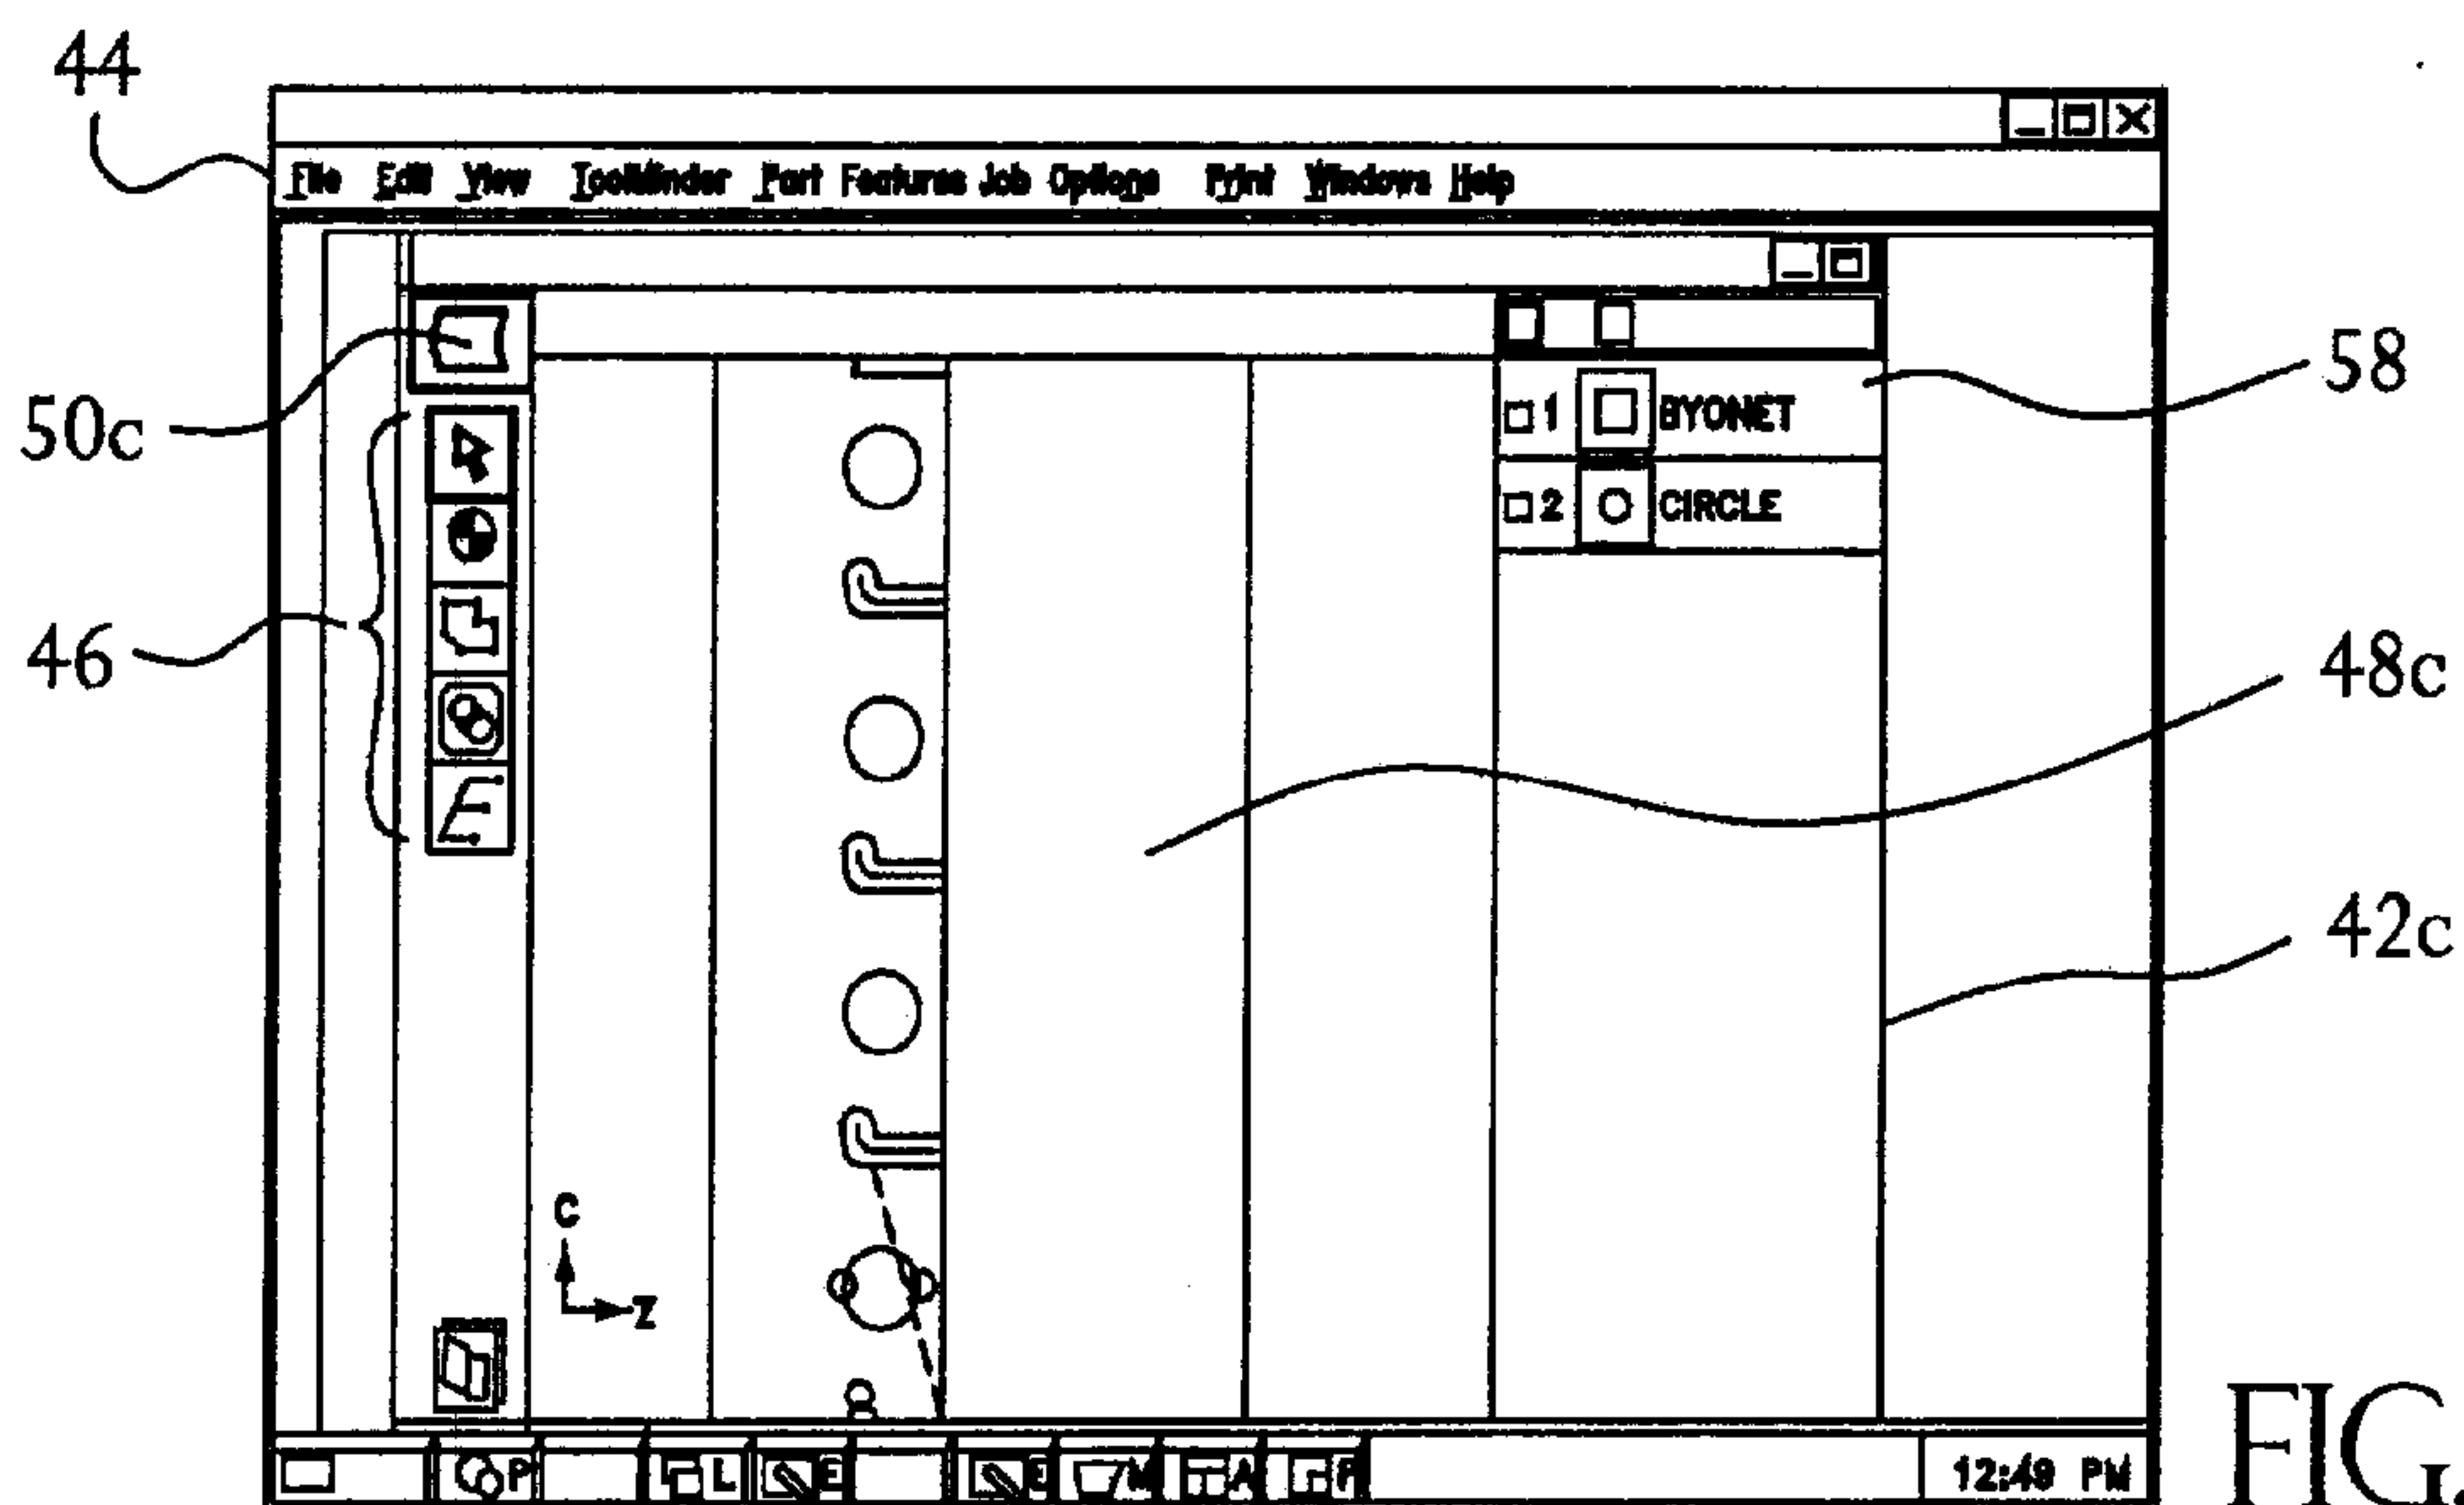 44
File Edit View ToolMinder Part Features Job Options Print Windows Help
50c
58
1 BYONET
2 CIRCLE
46
48c
42c
C
Z
P L E E M A 12:49 PM
FIG.